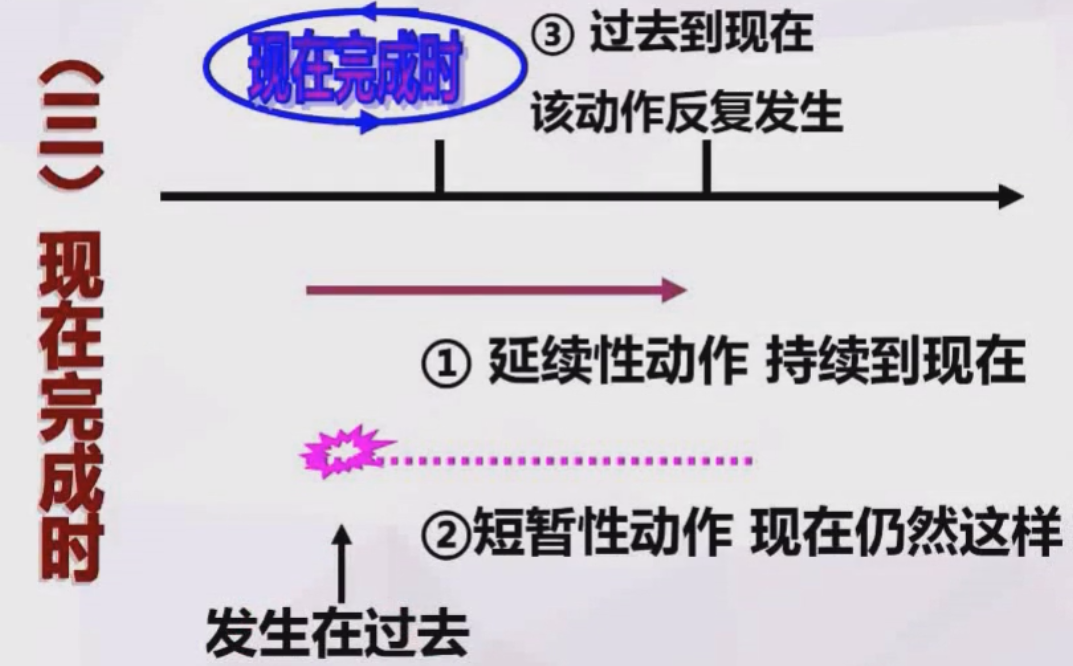 （三）现在完成时
现在完成时
③ 过去到现在
该动作反复发生
① 延续性动作 持续到现在
②短暂性动作 现在仍然这样
发生在过去